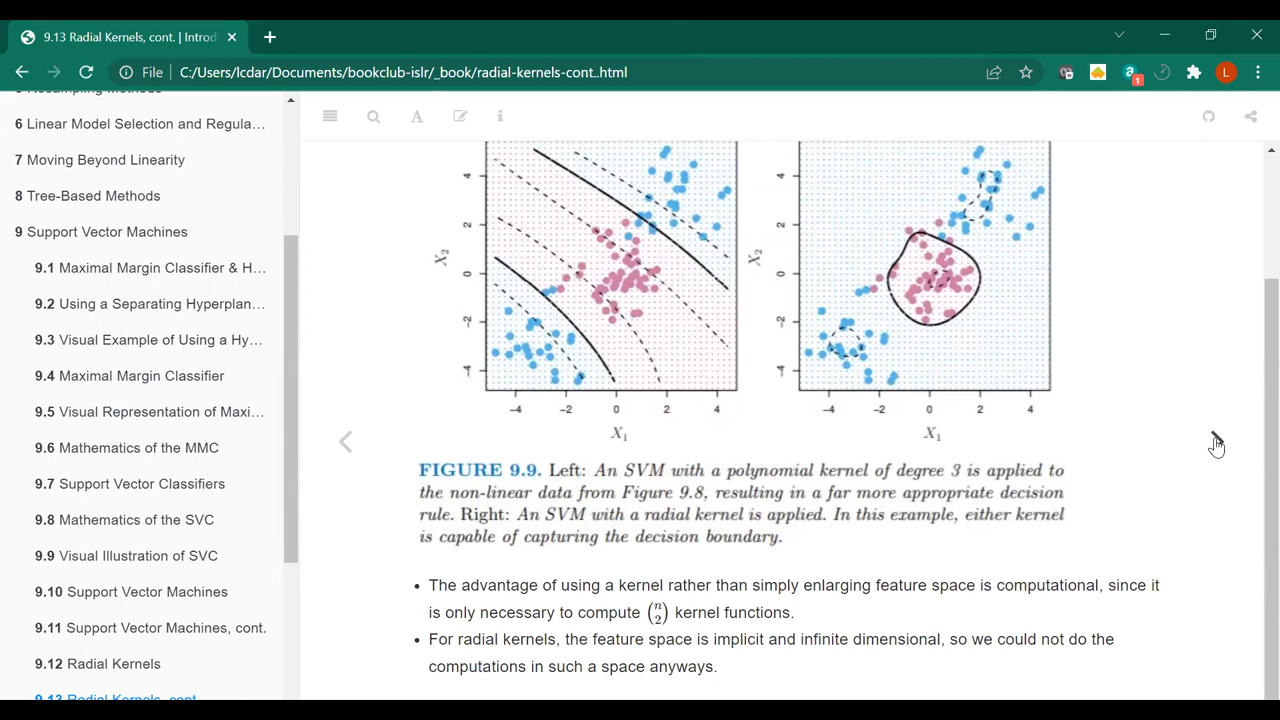 9.13 Radial Kernels, cont. | Introd
File C:/Users/lcdar/Documents/bookclub-islr/_book/radial-kernels-cont..html
L
1
6 Linear Model Selection and Regula…
7 Moving Beyond Linearity
8 Tree-Based Methods
9 Support Vector Machines
9.1 Maximal Margin Classifier & H…
9.2 Using a Separating Hyperplan…
9.3 Visual Example of Using a Hy…
9.4 Maximal Margin Classifier
9.5 Visual Representation of Maxi…
9.6 Mathematics of the MMC
9.7 Support Vector Classifiers
9.8 Mathematics of the SVC
9.9 Visual Illustration of SVC
9.10 Support Vector Machines
9.11 Support Vector Machines, cont.
9.12 Radial Kernels
9.13 Radial Kernels, cont.
4
2
0
−2
−4
X2
−4 −2 0 2 4
X1
4
2
0
−2
−4
X2
−4 −2 0 2 4
X1
FIGURE 9.9. Left: An SVM with a polynomial kernel of degree 3 is applied to
the non-linear data from Figure 9.8, resulting in a far more appropriate decision
rule. Right: An SVM with a radial kernel is applied. In this example, either kernel
is capable of capturing the decision boundary.
• The advantage of using a kernel rather than simply enlarging feature space is computational, since it
is only necessary to compute (n 2) kernel functions.
• For radial kernels, the feature space is implicit and infinite dimensional, so we could not do the
computations in such a space anyways.